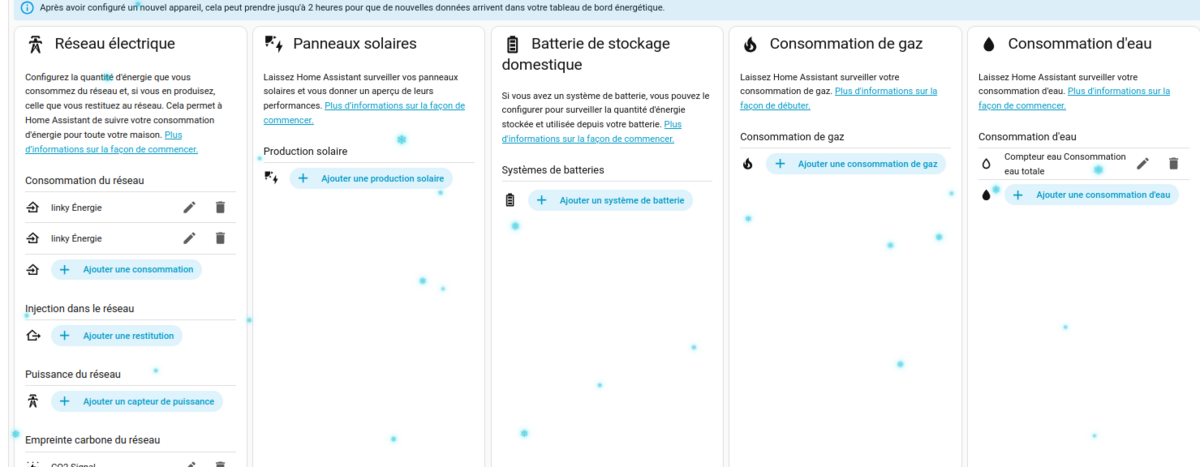 Après avoir configuré un nouvel appareil, cela peut prendre jusqu'à 2 heures pour que de nouvelles données arrivent dans votre tableau de bord énergétique.
Réseau électrique
Configurez la quantité d'énergie que vous
consommez du réseau et, si vous en produisez,
celle que vous restituez au réseau. Cela permet à
Home Assistant de suivre votre consommation
d'énergie pour toute votre maison. Plus
d'informations sur la façon de commencer.
Consommation du réseau
linky Énergie
linky Énergie
Ajouter une consommation
Injection dans le réseau
Ajouter une restitution
Puissance du réseau
Ajouter un capteur de puissance
Empreinte carbone du réseau
CO2 Signal
Panneaux solaires
Laissez Home Assistant surveiller vos panneaux
solaires et vous donner un aperçu de leurs
performances. Plus d'informations sur la façon de
commencer.
Production solaire
Ajouter une production solaire
Batterie de stockage
domestique
Si vous avez un système de batterie, vous pouvez le
configurer pour surveiller la quantité d'énergie
stockée et utilisée depuis votre batterie. Plus
d'informations sur la façon de commencer.
Systèmes de batteries
Ajouter un système de batterie
Consommation de gaz
Laissez Home Assistant surveiller votre
consommation de gaz. Plus d'informations sur la
façon de débuter.
Consommation de gaz
Ajouter une consommation de gaz
Consommation d'eau
Laissez Home Assistant surveiller votre
consommation d'eau. Plus d'informations sur la
façon de commencer.
Consommation d'eau
Compteur eau Consommation
eau totale
Ajouter une consommation d'eau